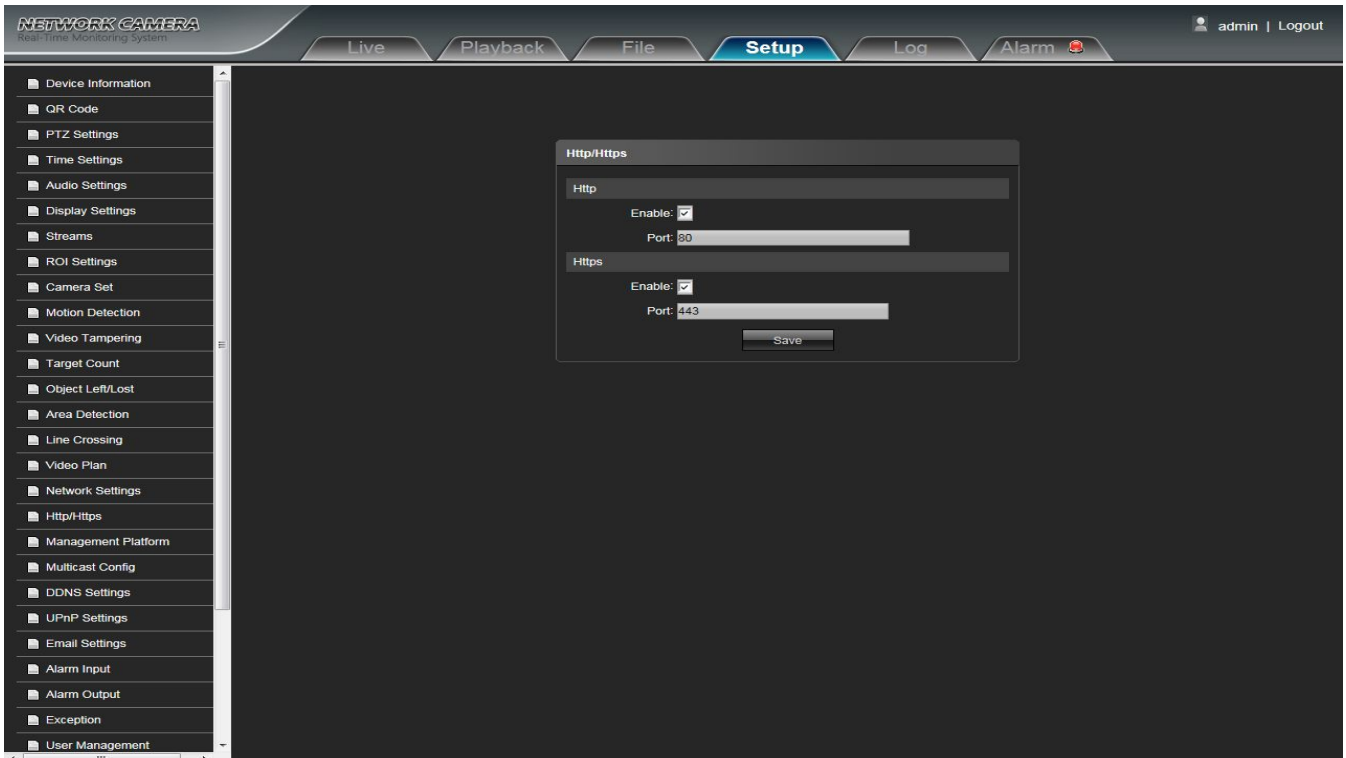 NETWORK CAMERA
Real-Time Monitoring System
admin | Logout
Live
Playback
File
Setup
Log
Alarm
Device Information
QR Code
PTZ Settings
Time Settings
Audio Settings
Display Settings
Streams
ROI Settings
Camera Set
Motion Detection
Video Tampering
Target Count
Object Left/Lost
Area Detection
Line Crossing
Video Plan
Network Settings
Http/Https
Management Platform
Multicast Config
DDNS Settings
UPnP Settings
Email Settings
Alarm Input
Alarm Output
Exception
User Management
Http/Https
Http
Enable:
Port: 80
Https
Enable:
Port: 443
Save